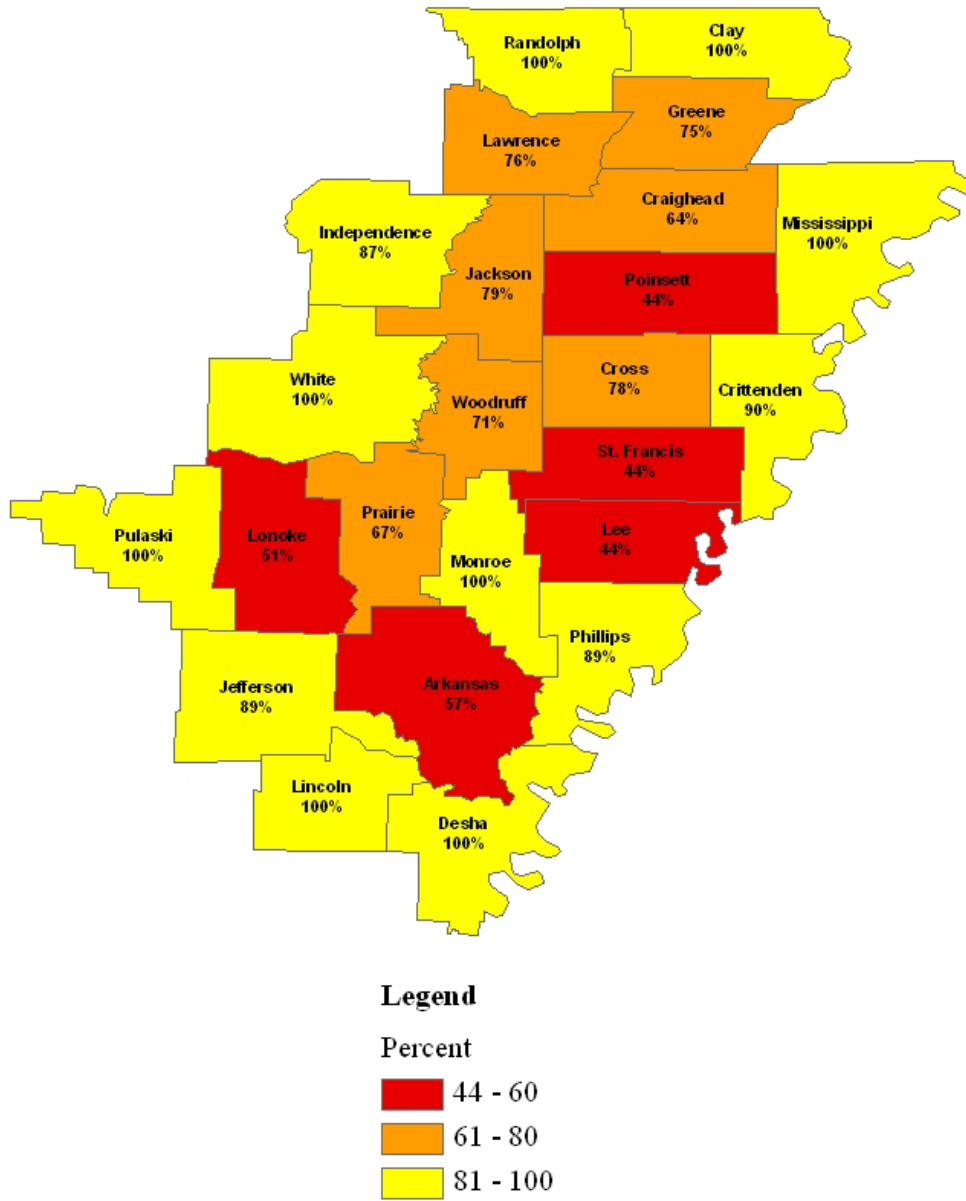 Randolph
100%
Clay
100%
Greene
75%
Lawrence
76%
Craighead
64%
Mississippi
100%
Independence
87%
Jackson
79%
Poinsett
44%
White
100%
Woodruff
71%
Cross
78%
Crittenden
90%
St. Francis
44%
Pulaski
100%
Lonoke
51%
Prairie
67%
Monroe
100%
Lee
44%
Phillips
89%
Jefferson
89%
Arkansas
57%
Lincoln
100%
Desha
100%
Legend
Percent
44 - 60
61 - 80
81 - 100